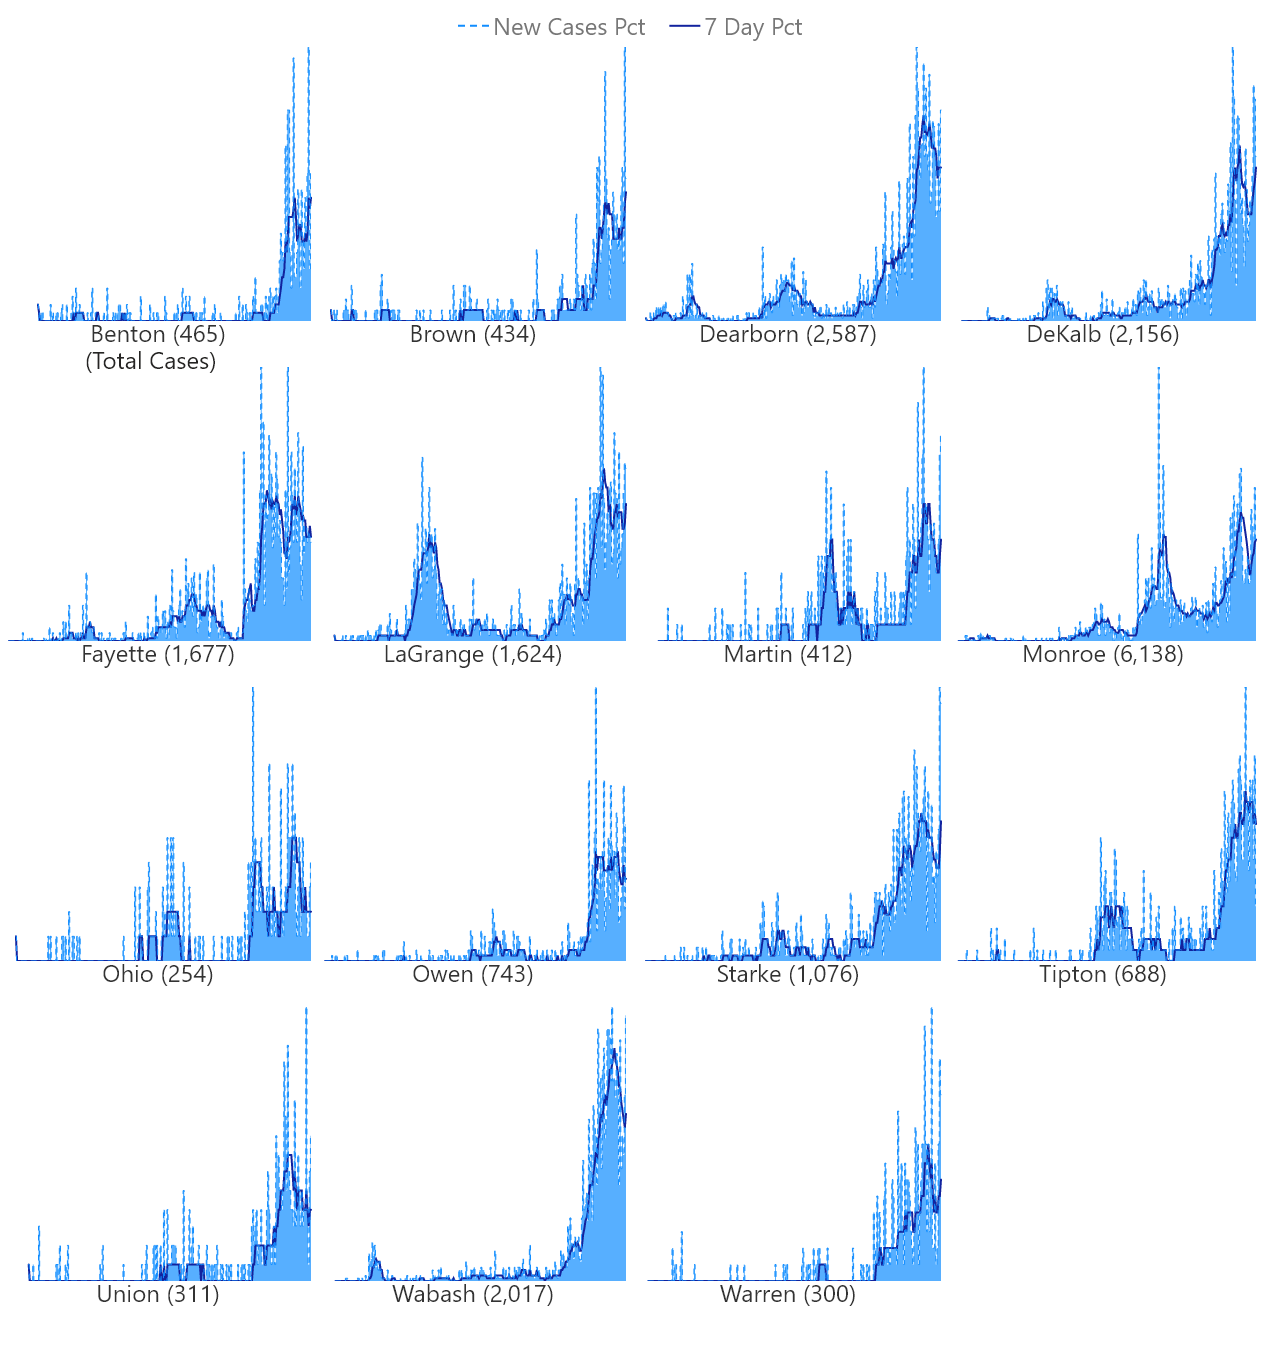 New Cases Pct 7 Day Pct
Benton (465) Brown (434) Dearborn (2,587) DeKalb (2,156)
(Total Cases)
Fayette (1,677) LaGrange (1,624) Martin (412) Monroe (6,138)
Ohio (254) Owen (743) Starke (1,076) Tipton (688)
Union (311) Wabash (2,017) Warren (300)